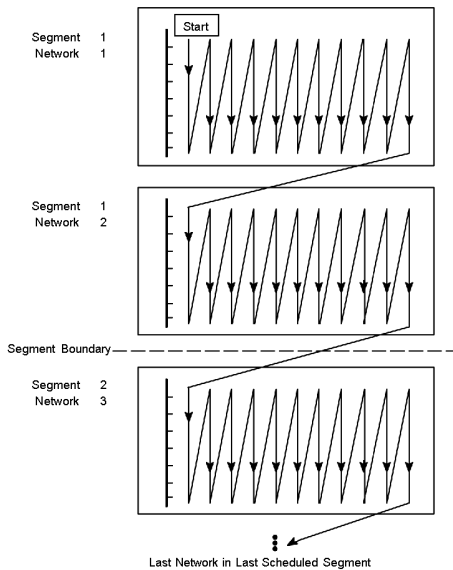 Start
Segment 1
Network 1
Segment 1
Network 2
Segment Boundary
Segment 2
Network 3
Last Network in Last Scheduled Segment